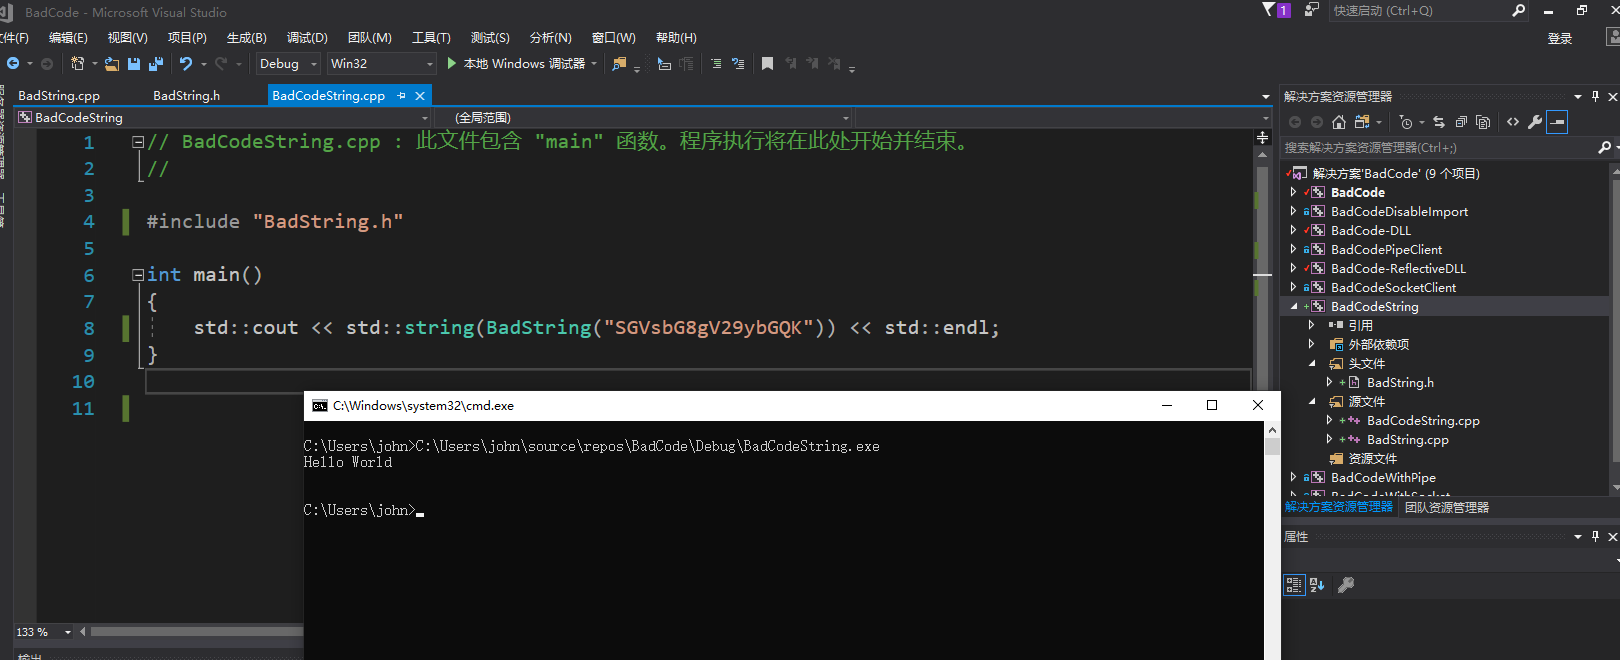 BadCode - Microsoft Visual Studio
1
快速启动 (Ctrl+Q)
件(F) 编辑(E) 视图(V) 项目(P) 生成(B) 调试(D) 团队(M) 工具(T) 测试(S) 分析(N) 窗口(W) 帮助(H)
登录
Debug Win32 本地 Windows 调试器
BadString.cpp BadString.h BadCodeString.cpp
BadCodeString (全局范围)
1 // BadCodeString.cpp : 此文件包含 "main" 函数。程序执行将在此处开始并结束。
2 //
3
4 #include "BadString.h"
5
6 int main()
7 {
8 std::cout << std::string(BadString("SGVsbG8gV29ybGQK")) << std::endl;
9 }
10
11
133 %
输出
C:\Windows\system32\cmd.exe
C:\Users\john>C:\Users\john\source\repos\BadCode\Debug\BadCodeString.exe
Hello World
C:\Users\john>
解决方案资源管理器
搜索解决方案资源管理器(Ctrl+;)
解决方案'BadCode' (9 个项目)
BadCode
BadCodeDisableImport
BadCode-DLL
BadCodePipeClient
BadCode-ReflectiveDLL
BadCodeSocketClient
BadCodeString
引用
外部依赖项
头文件
BadString.h
源文件
BadCodeString.cpp
BadString.cpp
资源文件
BadCodeWithPipe
BadCodeWithSocket
解决方案资源管理器 团队资源管理器
属性